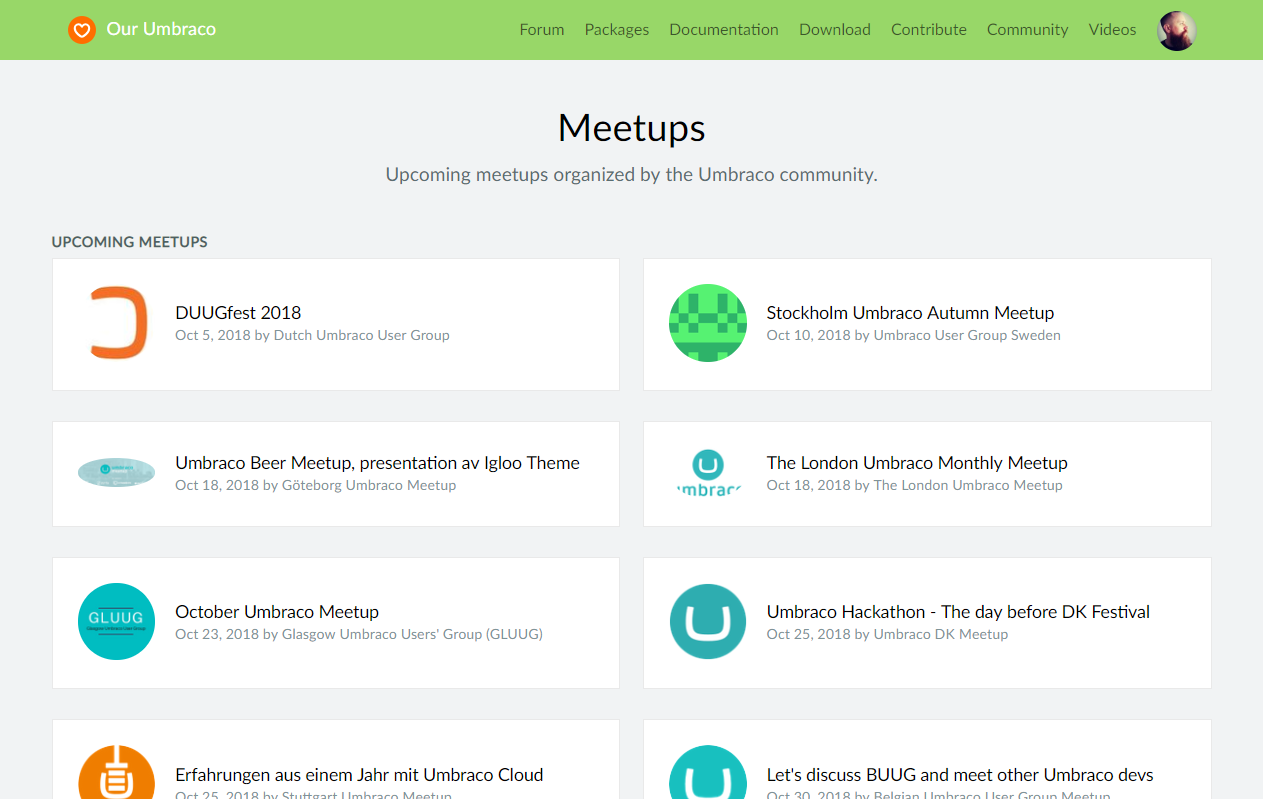 Our Umbraco
Forum Packages Documentation Download Contribute Community Videos
Meetups
Upcoming meetups organized by the Umbraco community.
UPCOMING MEETUPS
DUUGfest 2018
Oct 5, 2018 by Dutch Umbraco User Group
Stockholm Umbraco Autumn Meetup
Oct 10, 2018 by Umbraco User Group Sweden
Umbraco Beer Meetup, presentation av Igloo Theme
Oct 18, 2018 by Göteborg Umbraco Meetup
The London Umbraco Monthly Meetup
Oct 18, 2018 by The London Umbraco Meetup
GLUUG
October Umbraco Meetup
Oct 23, 2018 by Glasgow Umbraco Users' Group (GLUUG)
Umbraco Hackathon - The day before DK Festival
Oct 25, 2018 by Umbraco DK Meetup
Erfahrungen aus einem Jahr mit Umbraco Cloud
Oct 25, 2018 by Stuttgart Umbraco Meetup
Let's discuss BUUG and meet other Umbraco devs
Oct 30, 2018 by Belgian Umbraco User Group Meetup